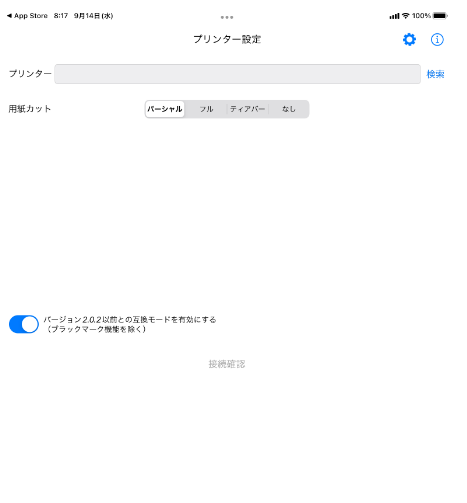 ◀ App Store 8:17 9月14日(水) 100%
プリンター設定
プリンター 検索
用紙カット パーシャル フル ティアバー なし
バージョン2.0.2以前との互換モードを有効にする
（ブラックマーク機能を除く）
接続確認